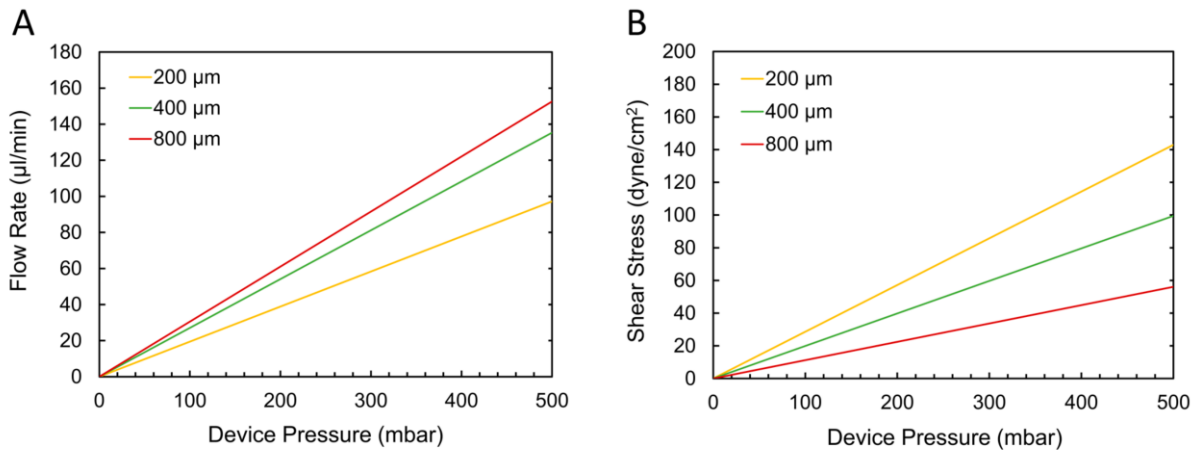 A
180
160
140
120
100
80
60
40
20
0
Flow Rate (µl/min)
200 µm
400 µm
800 µm
0 100 200 300 400 500
Device Pressure (mbar)
B
200
180
160
140
120
100
80
60
40
20
0
Shear Stress (dyne/cm²)
200 µm
400 µm
800 µm
0 100 200 300 400 500
Device Pressure (mbar)